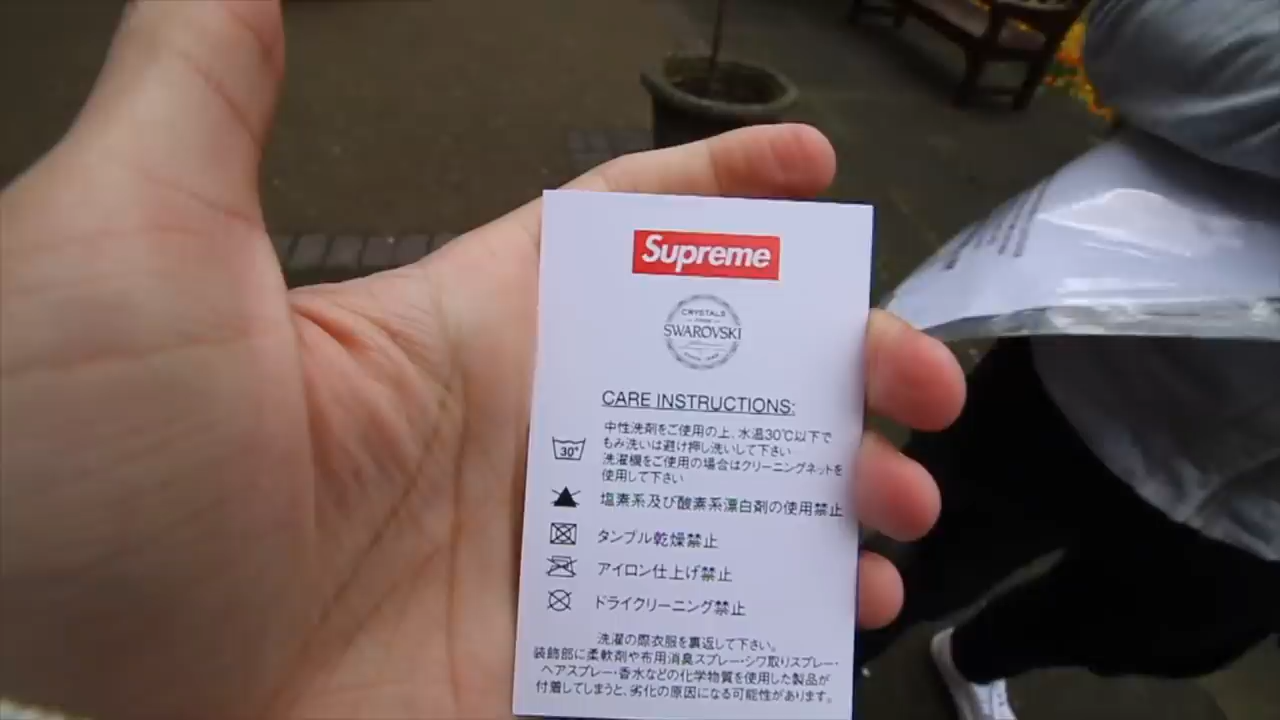 Supreme
CRYSTALS
FROM
SWAROVSKI
CARE INSTRUCTIONS:
中性洗剤をご使用の上、水温30℃以下で
もみ洗いは避け押し洗いして下さい
洗濯機をご使用の場合はクリーニングネットを
使用して下さい
30°
塩素系及び酸素系漂白剤の使用禁止
タンブル乾燥禁止
アイロン仕上げ禁止
ドライクリーニング禁止
洗濯の際衣服を裏返して下さい。
装飾部に柔軟剤や布用消臭スプレー・シワ取りスプレー・
ヘアスプレー・香水などの化学物質を使用した製品が
付着してしまうと、劣化の原因になる可能性があります。